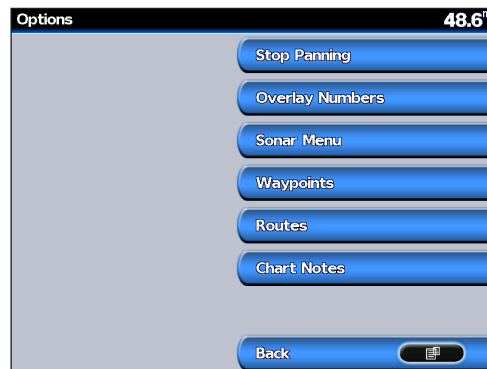 Options
48.6
Stop Panning
Overlay Numbers
Sonar Menu
Waypoints
Routes
Chart Notes
Back